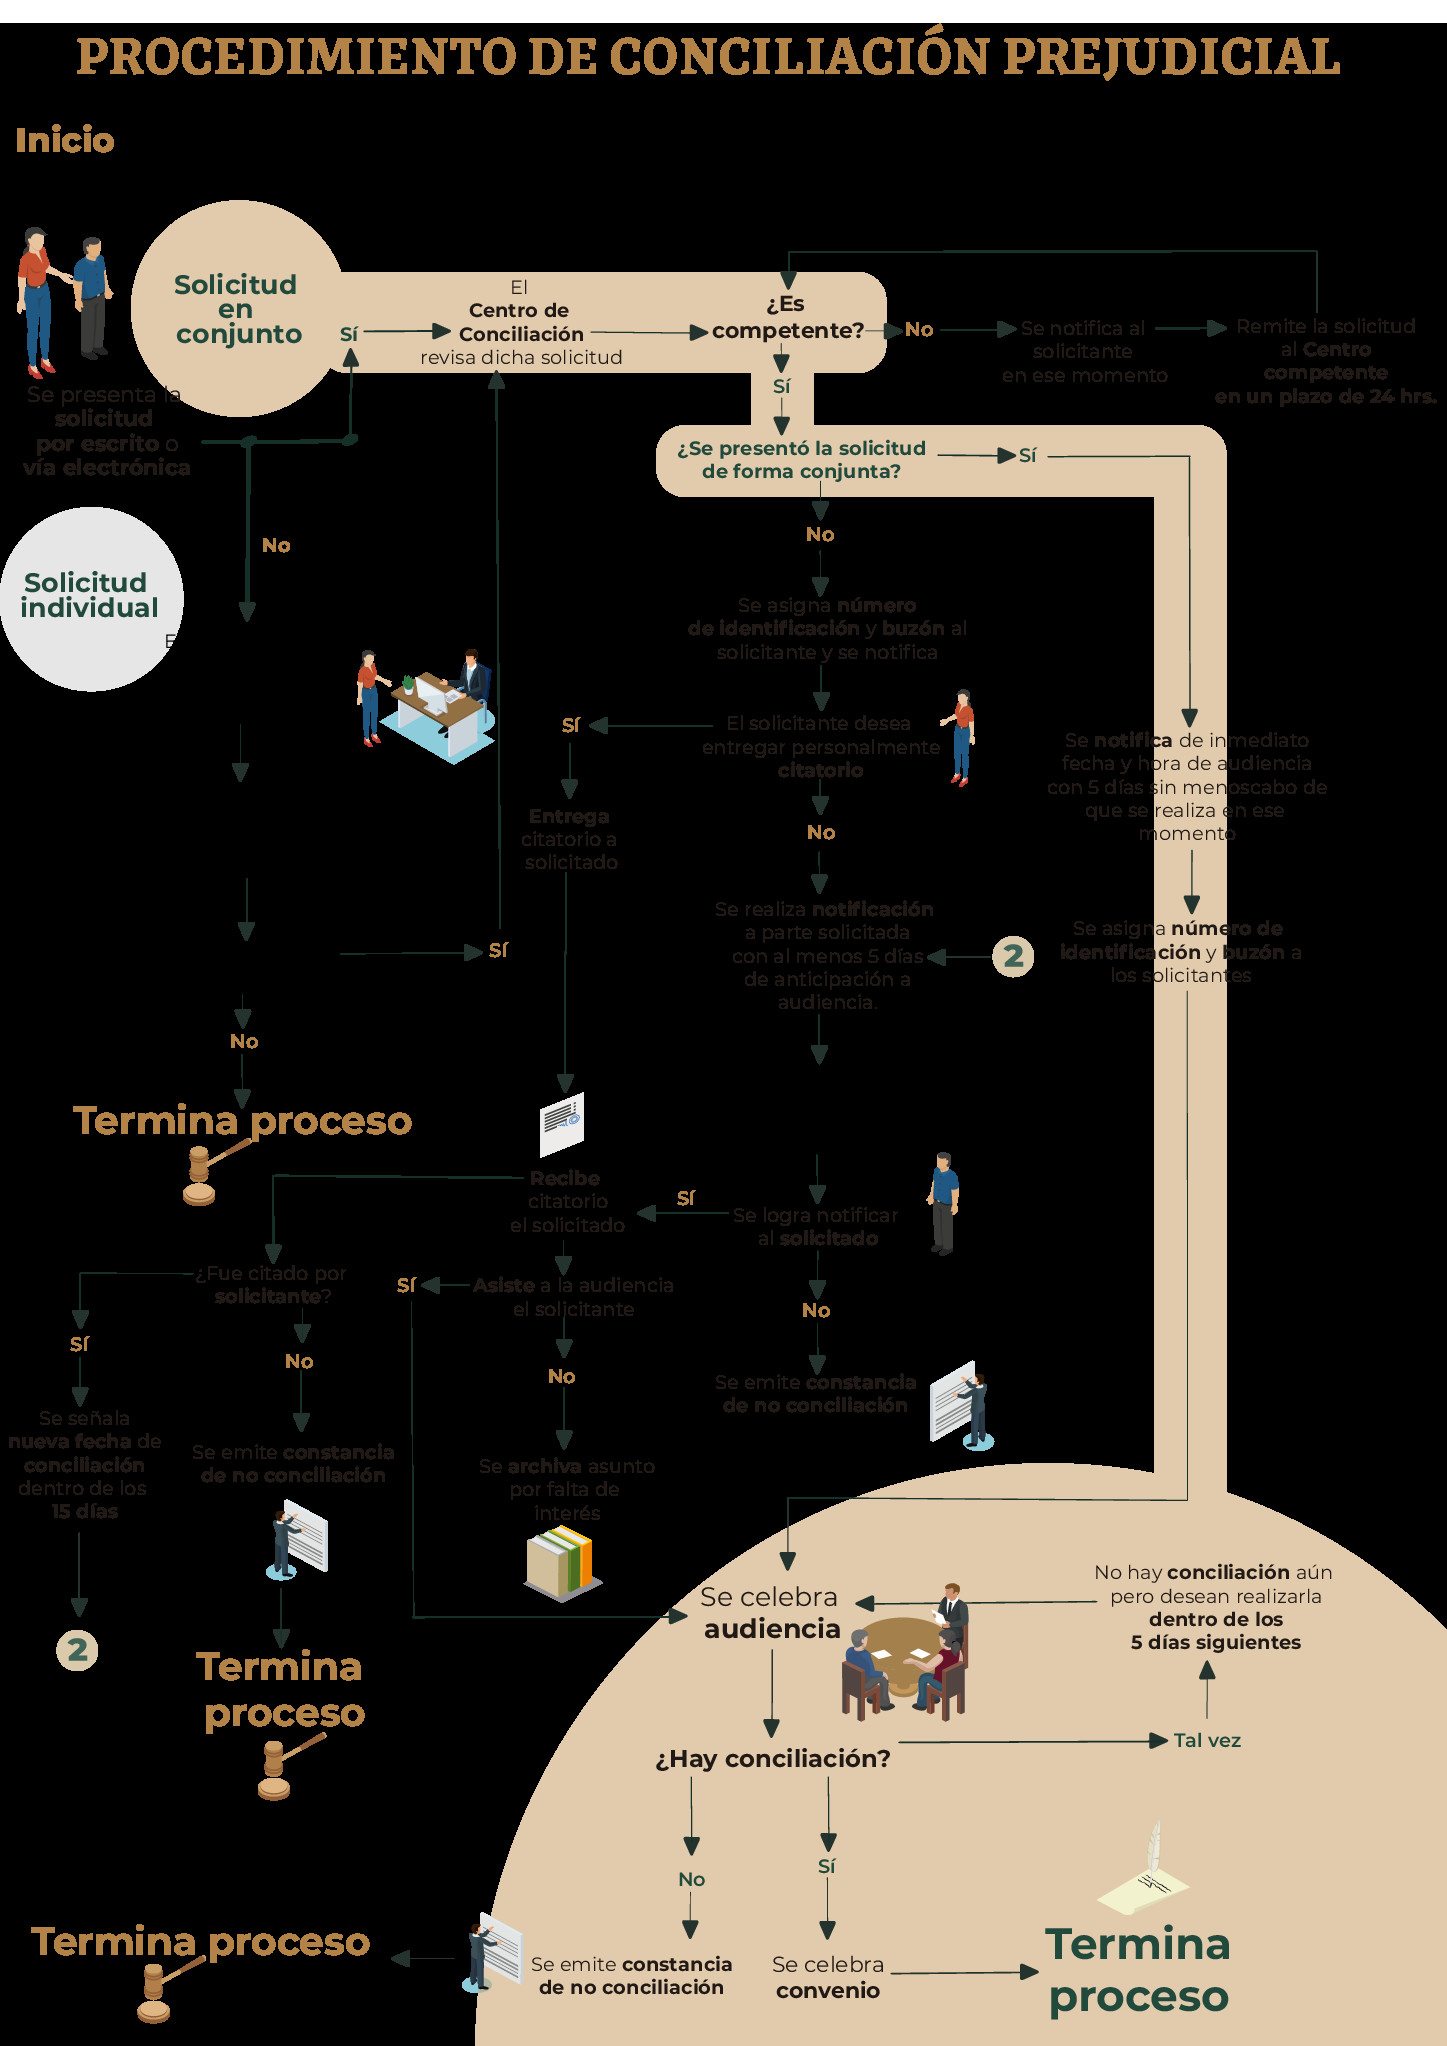 PROCEDIMIENTO DE CONCILIACIÓN PREJUDICIAL
Inicio
Solicitud
en
conjunto
Se presenta la
solicitud
por escrito o
vía electrónica
Sí
El
Centro de
Conciliación
revisa dicha solicitud
¿Es
competente?
No
Se notifica al
solicitante
en ese momento
Remite la solicitud
al Centro
competente
en un plazo de 24 hrs.
Sí
¿Se presentó la solicitud
de forma conjunta?
Sí
No
No
Solicitud
individual
E
Se asigna número
de identificación y buzón al
solicitante y se notifica
El solicitante desea
entregar personalmente
citatorio
Sí
Entrega
citatorio a
solicitado
No
Se notifica de inmediato
fecha y hora de audiencia
con 5 días sin menoscabo de
que se realiza en ese
momento
Se realiza notificación
a parte solicitada
con al menos 5 días
de anticipación a
audiencia.
2
Se asigna número de
identificación y buzón a
los solicitantes
Sí
No
Termina proceso
Recibe
citatorio
el solicitado
Sí
Se logra notificar
al solicitado
¿Fue citado por
solicitante?
Sí
Asiste a la audiencia
el solicitante
No
Sí
No
No
Se emite constancia
de no conciliación
Se señala
nueva fecha de
conciliación
dentro de los
15 días
Se emite constancia
de no conciliación
Se archiva asunto
por falta de
interés
2
Termina
proceso
Se celebra
audiencia
No hay conciliación aún
pero desean realizarla
dentro de los
5 días siguientes
¿Hay conciliación?
Tal vez
No
Sí
Termina proceso
Se emite constancia
de no conciliación
Se celebra
convenio
Termina
proceso